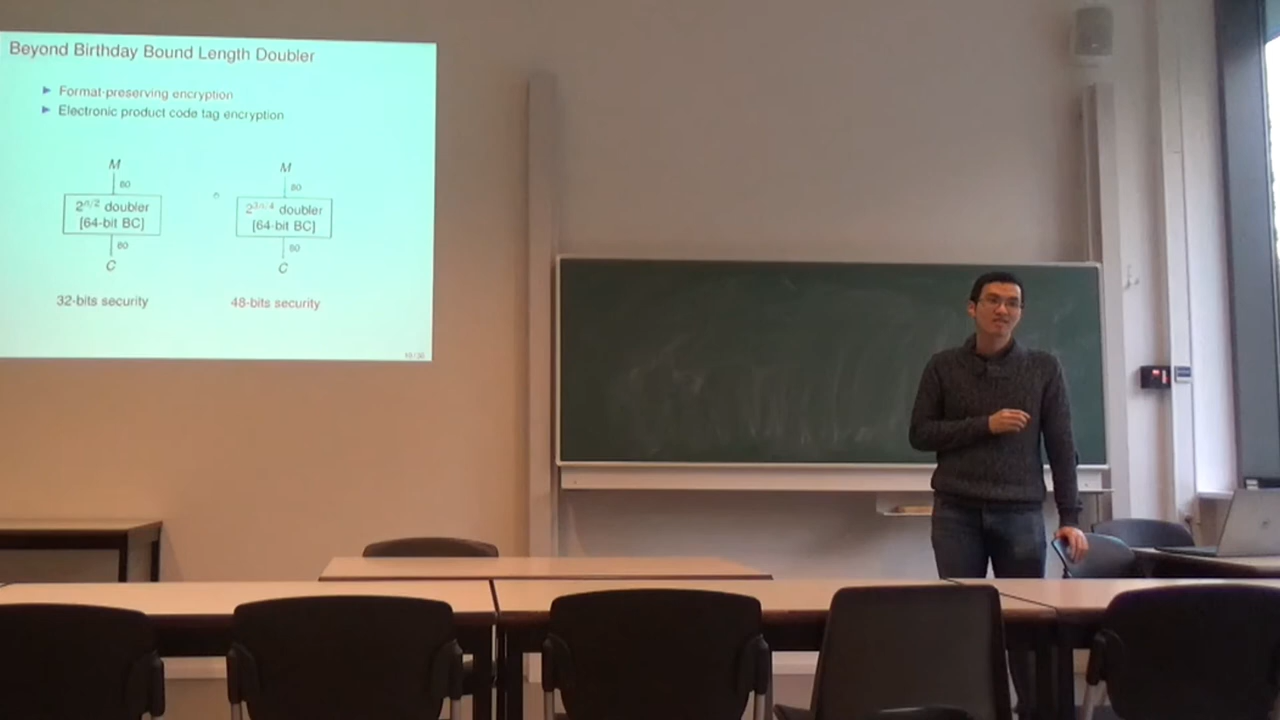 Beyond Birthday Bound Length Doubler
▶ Format-preserving encryption
▶ Electronic product code tag encryption
M
80
2^{n/2} doubler
[64-bit BC]
80
C
32-bits security
M
80
2^{3n/4} doubler
[64-bit BC]
80
C
48-bits security